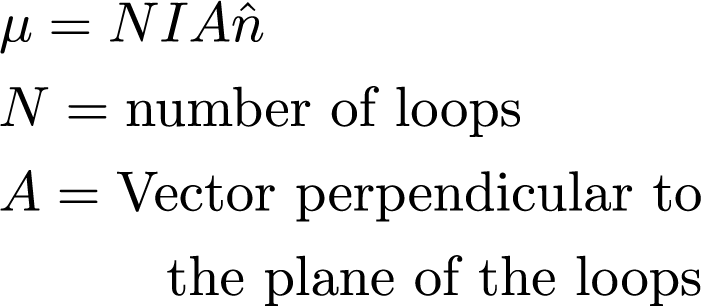 μ = NIAn̂
N = number of loops
A = Vector perpendicular to
the plane of the loops